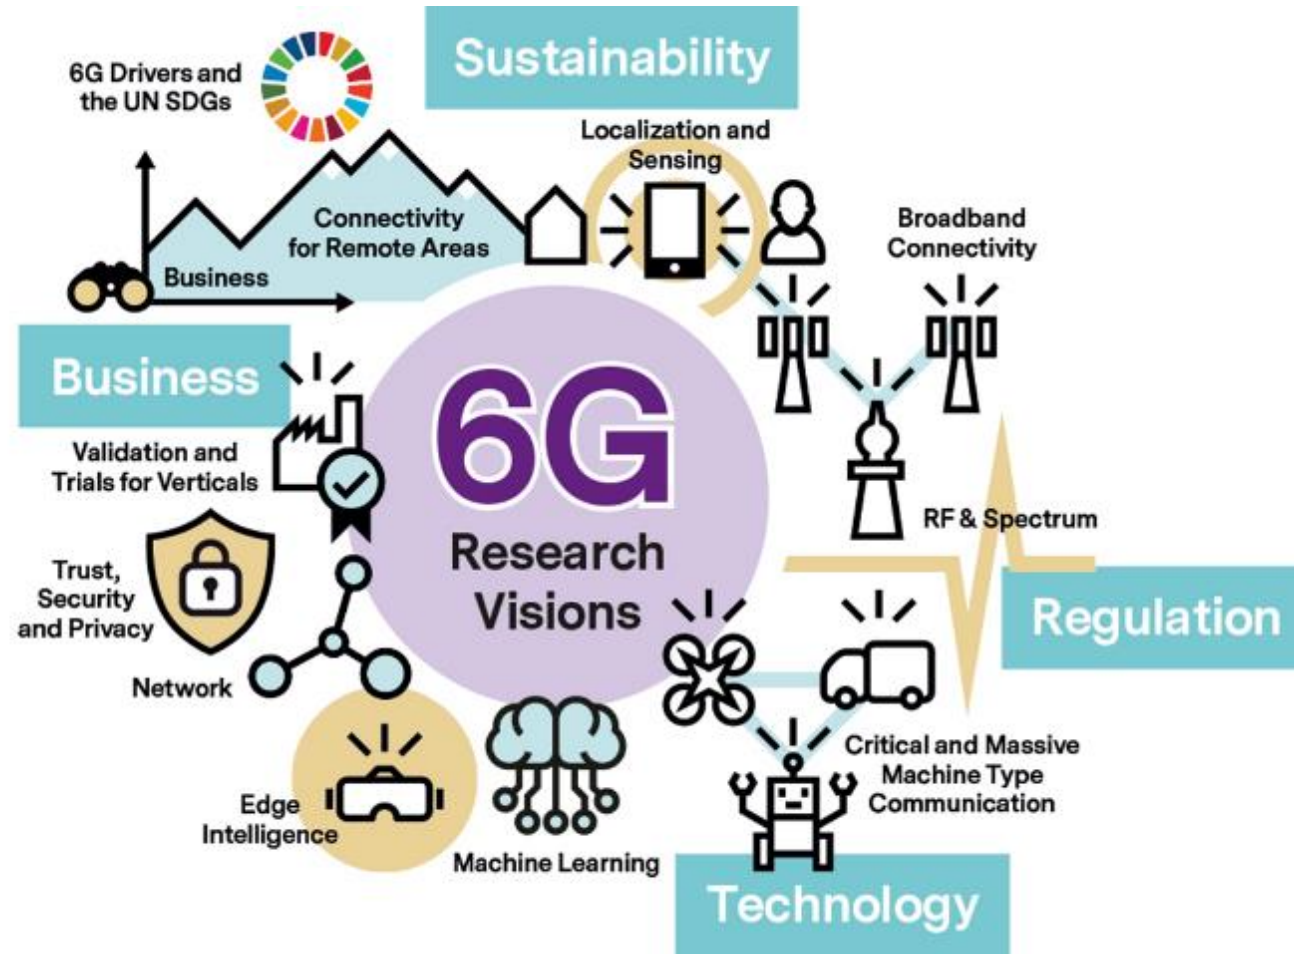 Sustainability
6G Drivers and
the UN SDGs
Localization and
Sensing
Connectivity
for Remote Areas
Business
Broadband
Connectivity
Business
6G
Research
Visions
Validation and
Trials for Verticals
RF & Spectrum
Trust,
Security
and Privacy
Regulation
Network
Critical and Massive
Machine Type
Communication
Edge
Intelligence
Machine Learning
Technology